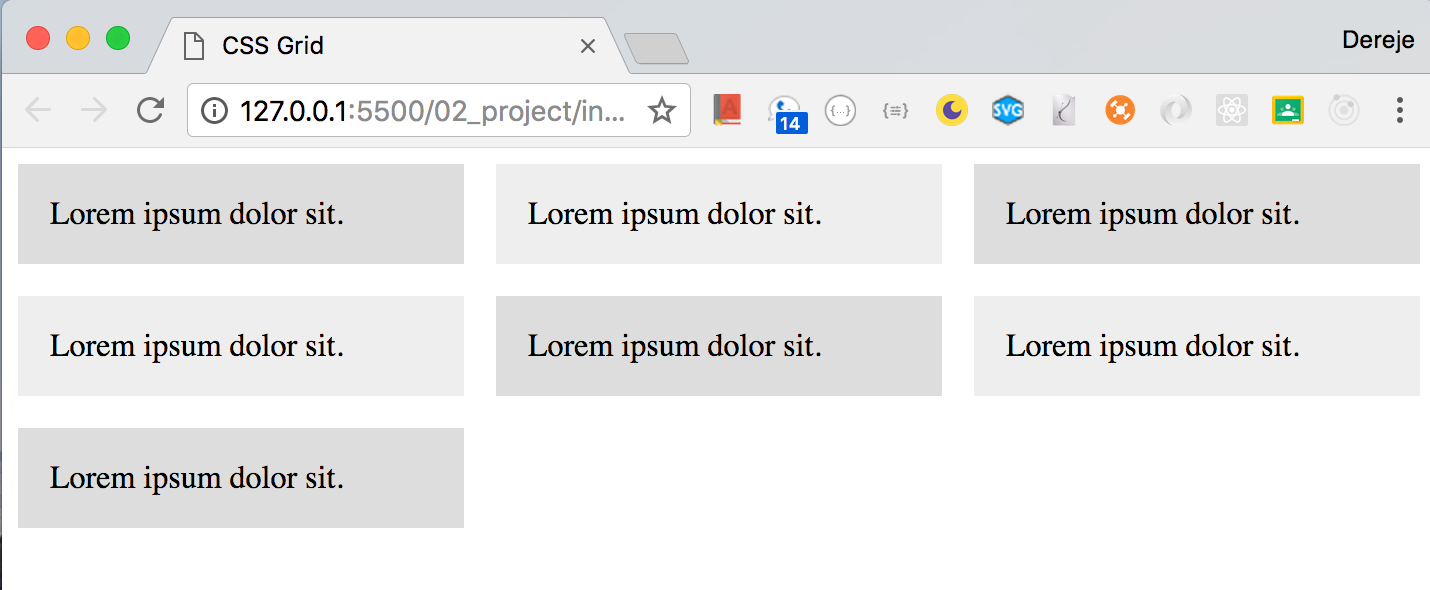 CSS Grid
Dereje
127.0.0.1:5500/02_project/in...
A
14
{...}
{≡}
SVG
Lorem ipsum dolor sit. Lorem ipsum dolor sit. Lorem ipsum dolor sit.
Lorem ipsum dolor sit. Lorem ipsum dolor sit. Lorem ipsum dolor sit.
Lorem ipsum dolor sit.